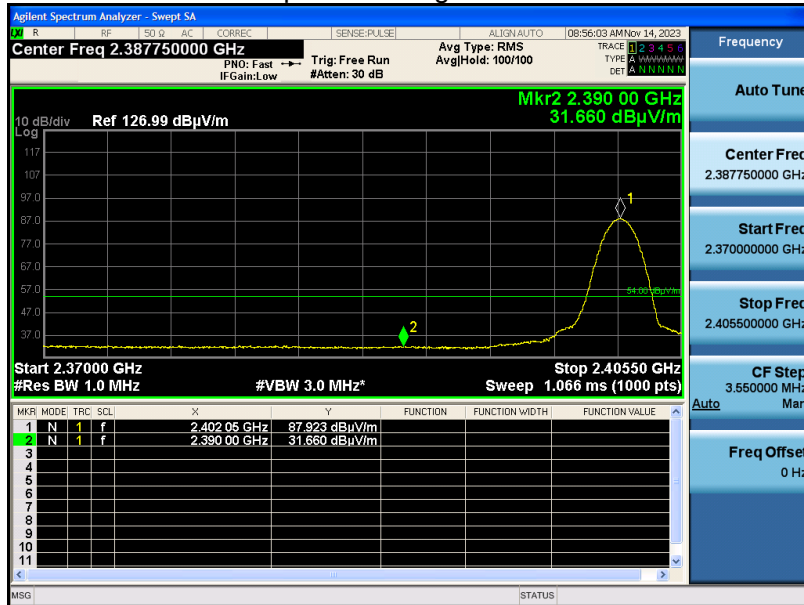 Agilent Spectrum Analyzer - Swept SA
LXI R RF 50 Ω AC CORREC SENSE:PULSE ALIGN AUTO 08:56:03 AM Nov 14, 2023
Center Freq 2.387750000 GHz
PNO: Fast
IFGain:Low
Trig: Free Run
#Atten: 30 dB
Avg Type: RMS
Avg|Hold: 100/100
TRACE 1 2 3 4 5 6
TYPE A WWWWW
DET A N N N N N
Mkr2 2.390 00 GHz
31.660 dBµV/m
10 dB/div Ref 126.99 dBµV/m
Log
117
107
97.0
87.0
77.0
67.0
57.0
47.0
37.0
1
2
54.00 dBµV/m
Start 2.37000 GHz Stop 2.40550 GHz
#Res BW 1.0 MHz #VBW 3.0 MHz* Sweep 1.066 ms (1000 pts)
MKR MODE TRC SCL X Y FUNCTION FUNCTION WIDTH FUNCTION VALUE
1 N 1 f 2.402 05 GHz 87.923 dBµV/m
2 N 1 f 2.390 00 GHz 31.660 dBµV/m
3
4
5
6
7
8
9
10
11
MSG STATUS
Frequency
Auto Tune
Center Freq
2.387750000 GHz
Start Freq
2.370000000 GHz
Stop Freq
2.405500000 GHz
CF Step
3.550000 MHz
Auto Man
Freq Offset
0 Hz